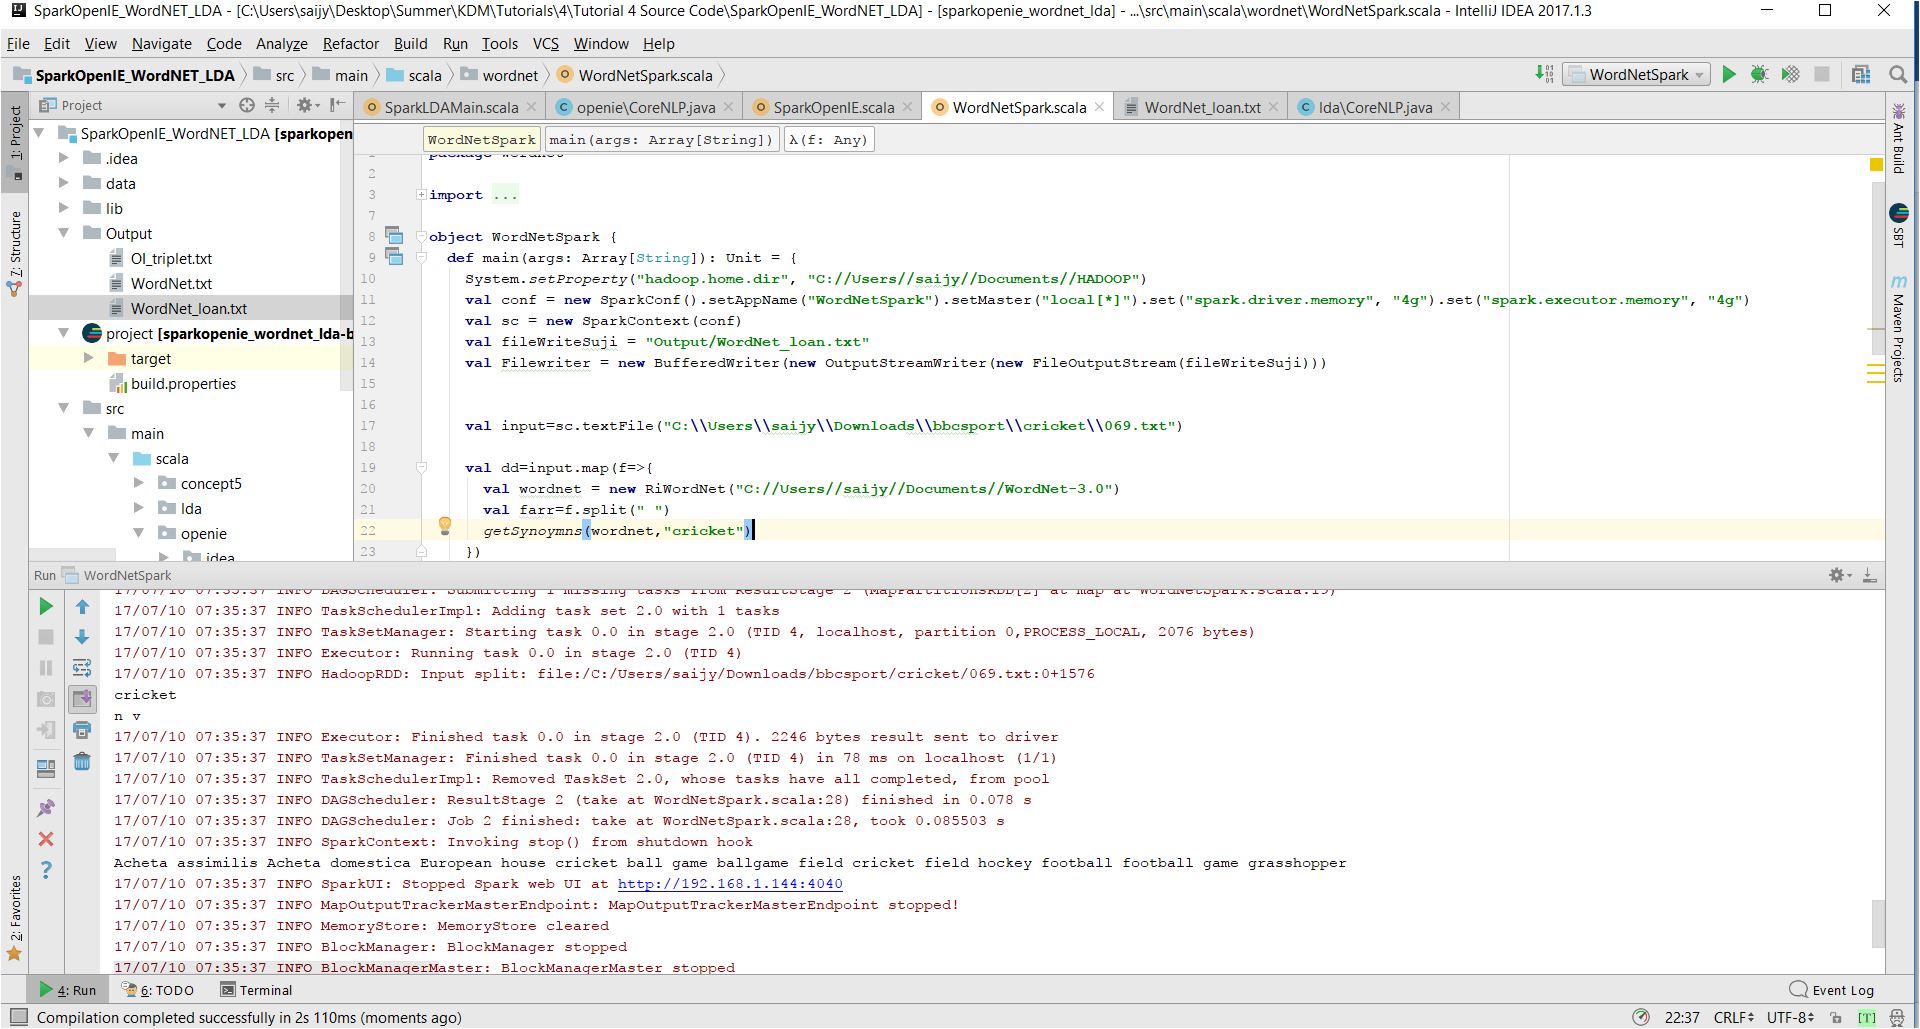 SparkOpenIE_WordNET_LDA - [C:\Users\saijy\Desktop\Summer\KDM\Tutorials\4\Tutorial 4 Source Code\SparkOpenIE_WordNET_LDA] - [sparkopenie_wordnet_lda] - ...\src\main\scala\wordnet\WordNetSpark.scala - IntelliJ IDEA 2017.1.3
File Edit View Navigate Code Analyze Refactor Build Run Tools VCS Window Help
SparkOpenIE_WordNET_LDA src main scala wordnet WordNetSpark.scala WordNetSpark
Project SparkLDAMain.scala openie\CoreNLP.java SparkOpenIE.scala WordNetSpark.scala WordNet_loan.txt lda\CoreNLP.java
1: Project
Z: Structure
2: Favorites
SparkOpenIE_WordNET_LDA [sparkopen
.idea
data
lib
Output
OI_triplet.txt
WordNet.txt
WordNet_loan.txt
project [sparkopenie_wordnet_lda-b
target
build.properties
src
main
scala
concept5
lda
openie
idea
WordNetSpark main(args: Array[String]) λ(f: Any)
package wordnet
2
3 import ...
7
8 object WordNetSpark {
9 def main(args: Array[String]): Unit = {
10 System.setProperty("hadoop.home.dir", "C://Users//saijy//Documents//HADOOP")
11 val conf = new SparkConf().setAppName("WordNetSpark").setMaster("local[*]").set("spark.driver.memory", "4g").set("spark.executor.memory", "4g")
12 val sc = new SparkContext(conf)
13 val fileWriteSuji = "Output/WordNet_loan.txt"
14 val Filewriter = new BufferedWriter(new OutputStreamWriter(new FileOutputStream(fileWriteSuji)))
15
16
17 val input=sc.textFile("C:\\Users\\saijy\\Downloads\\bbcsport\\cricket\\069.txt")
18
19 val dd=input.map(f=>{
20 val wordnet = new RiWordNet("C://Users//saijy//Documents//WordNet-3.0")
21 val farr=f.split(" ")
22 getSynoymns(wordnet,"cricket")
23 })
Ant Build
SBT
Maven Projects
Run WordNetSpark
17/07/10 07:35:37 INFO DAGScheduler: Submitting 1 missing tasks from ResultStage 2 (MapPartitionsRDD[2] at map at WordNetSpark.scala:19)
17/07/10 07:35:37 INFO TaskSchedulerImpl: Adding task set 2.0 with 1 tasks
17/07/10 07:35:37 INFO TaskSetManager: Starting task 0.0 in stage 2.0 (TID 4, localhost, partition 0,PROCESS_LOCAL, 2076 bytes)
17/07/10 07:35:37 INFO Executor: Running task 0.0 in stage 2.0 (TID 4)
17/07/10 07:35:37 INFO HadoopRDD: Input split: file:/C:/Users/saijy/Downloads/bbcsport/cricket/069.txt:0+1576
cricket
n v
17/07/10 07:35:37 INFO Executor: Finished task 0.0 in stage 2.0 (TID 4). 2246 bytes result sent to driver
17/07/10 07:35:37 INFO TaskSetManager: Finished task 0.0 in stage 2.0 (TID 4) in 78 ms on localhost (1/1)
17/07/10 07:35:37 INFO TaskSchedulerImpl: Removed TaskSet 2.0, whose tasks have all completed, from pool
17/07/10 07:35:37 INFO DAGScheduler: ResultStage 2 (take at WordNetSpark.scala:28) finished in 0.078 s
17/07/10 07:35:37 INFO DAGScheduler: Job 2 finished: take at WordNetSpark.scala:28, took 0.085503 s
17/07/10 07:35:37 INFO SparkContext: Invoking stop() from shutdown hook
Acheta assimilis Acheta domestica European house cricket ball game ballgame field cricket field hockey football football game grasshopper
17/07/10 07:35:37 INFO SparkUI: Stopped Spark web UI at http://192.168.1.144:4040
17/07/10 07:35:37 INFO MapOutputTrackerMasterEndpoint: MapOutputTrackerMasterEndpoint stopped!
17/07/10 07:35:37 INFO MemoryStore: MemoryStore cleared
17/07/10 07:35:37 INFO BlockManager: BlockManager stopped
17/07/10 07:35:37 INFO BlockManagerMaster: BlockManagerMaster stopped
4: Run 6: TODO Terminal Event Log
Compilation completed successfully in 2s 110ms (moments ago) 22:37 CRLF UTF-8 [T]